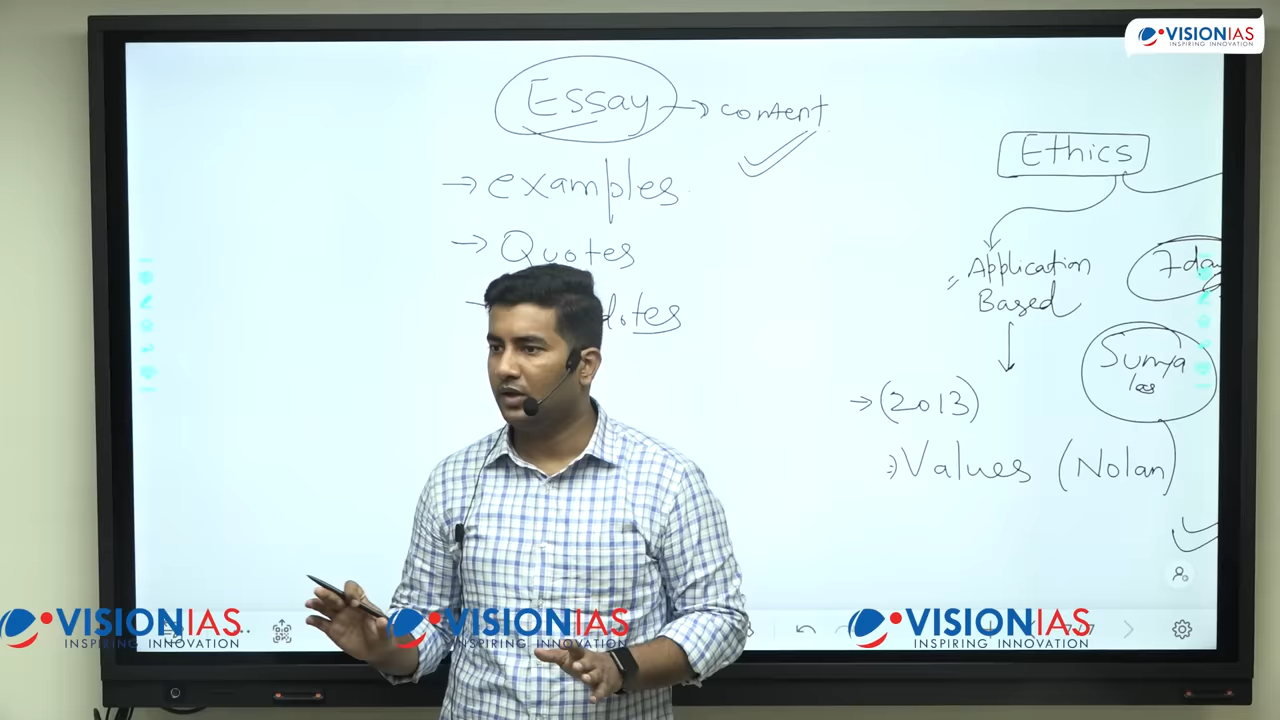 VISIONIAS
INSPIRING INNOVATION
Essay → content
→ examples
→ Quotes
Ethics
Application
Based
→ (2013)
Values (Nolan)
VISIONIAS
INSPIRING INNOVATION
VISIONIAS
INSPIRING INNOVATION
VISIONIAS
INSPIRING INNOVATION